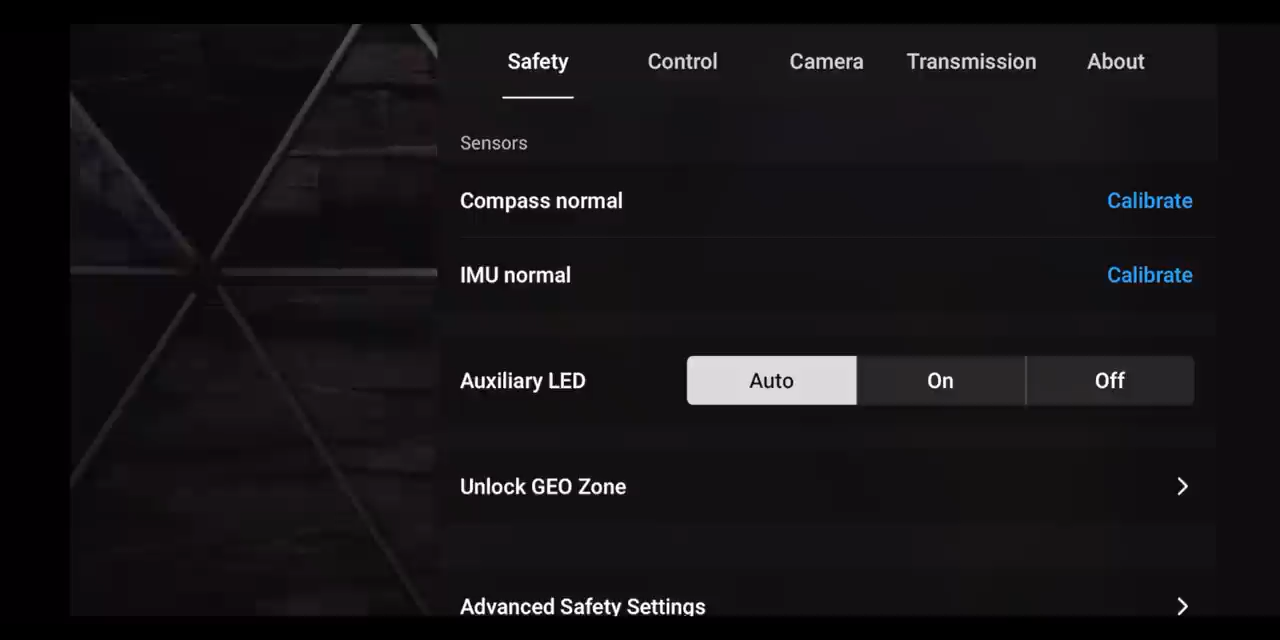 Safety Control Camera Transmission About
Sensors
Compass normal Calibrate
IMU normal Calibrate
Auxiliary LED Auto On Off
Unlock GEO Zone
Advanced Safety Settings